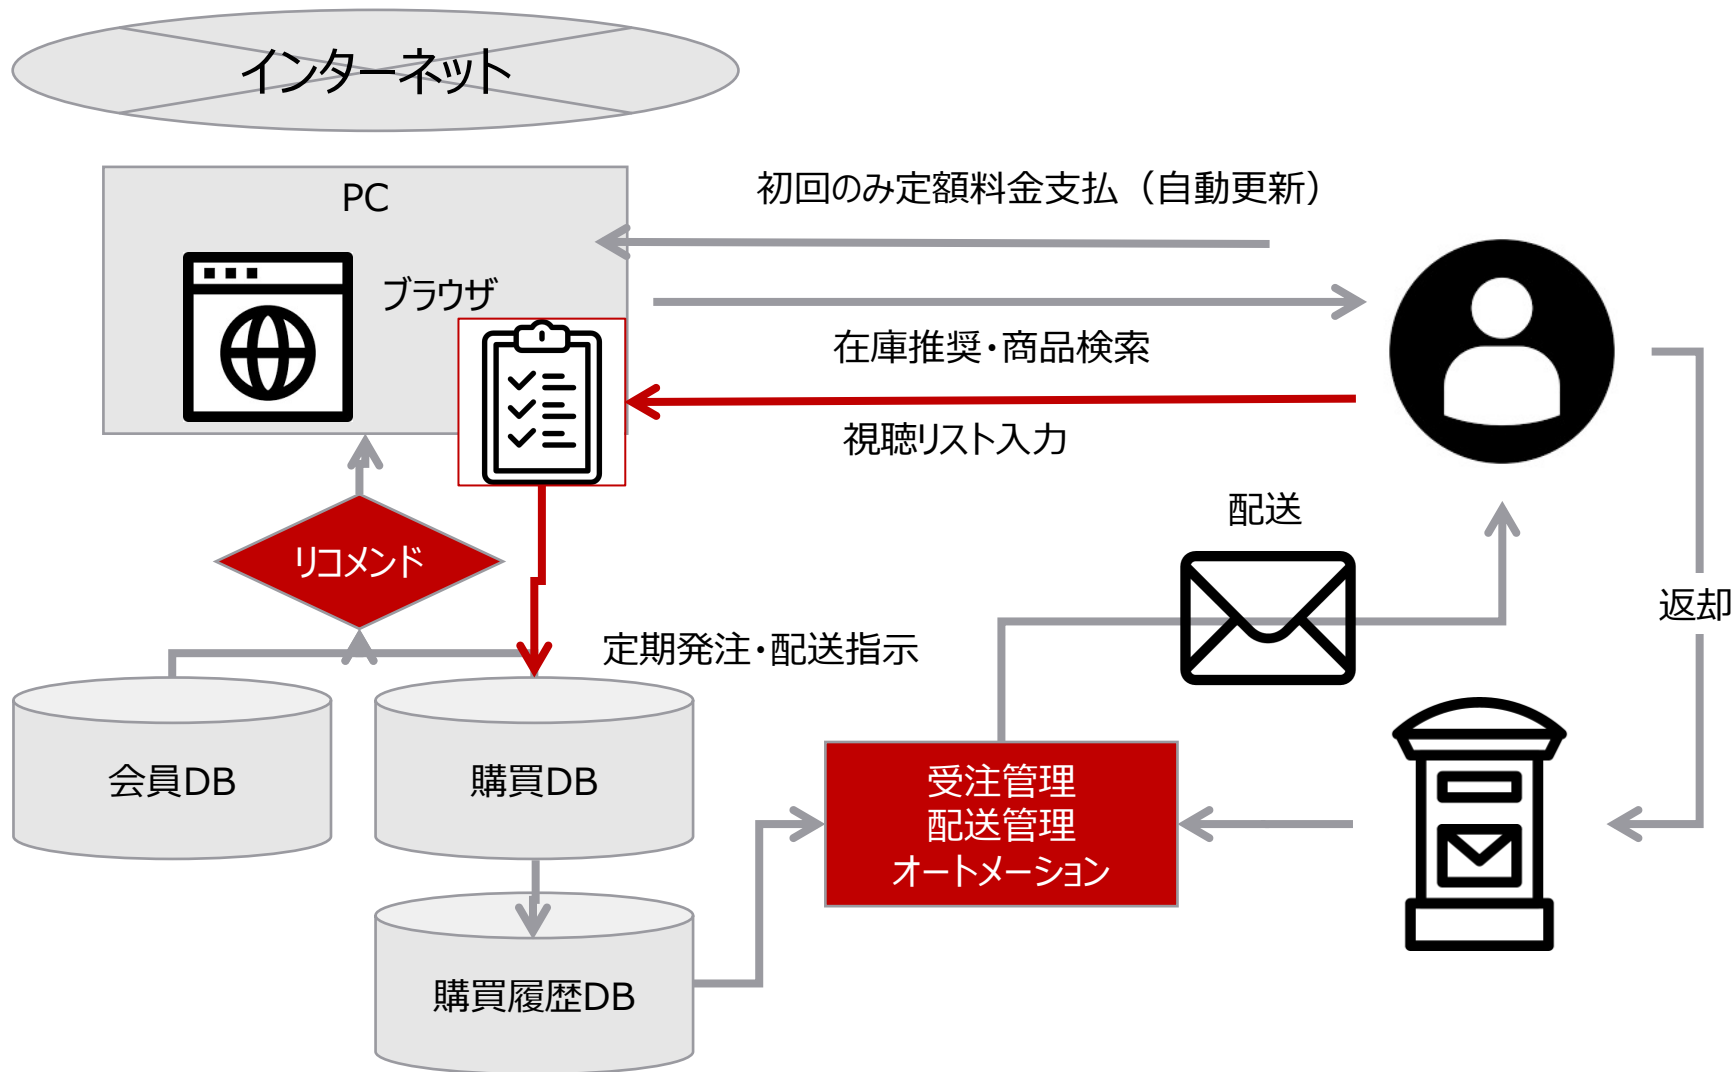 インターネット
PC
ブラウザ
初回のみ定額料金支払（自動更新）
在庫推奨・商品検索
視聴リスト入力
配送
リコメンド
返却
定期発注・配送指示
会員DB
購買DB
受注管理
配送管理
オートメーション
購買履歴DB